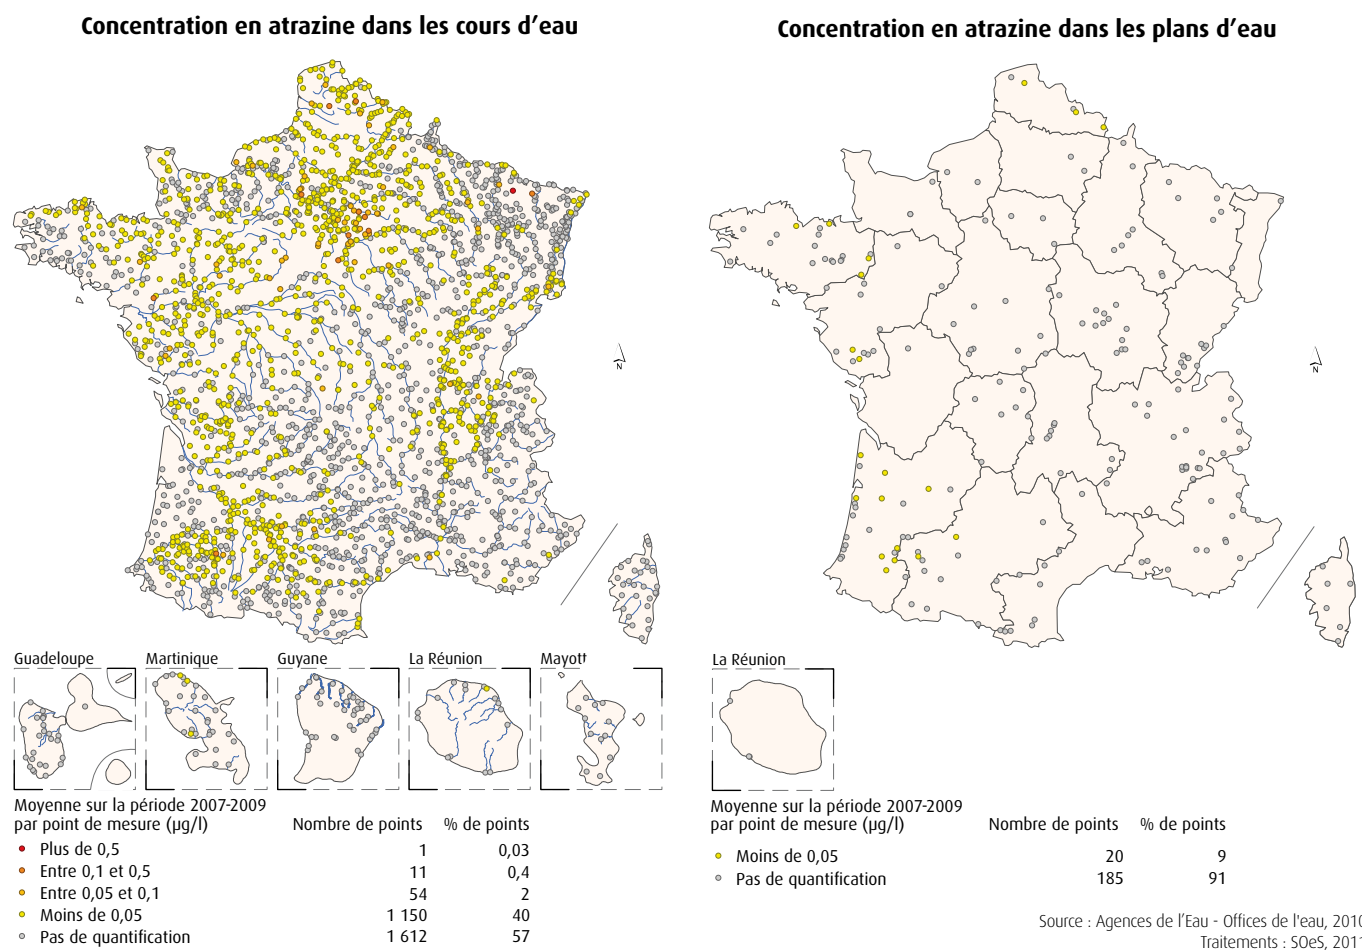 Concentration en atrazine dans les cours d'eau
Concentration en atrazine dans les plans d'eau
N
N
Guadeloupe
Martinique
Guyane
La Réunion
Mayott
La Réunion
Moyenne sur la période 2007-2009
par point de mesure (µg/l) Nombre de points % de points
Plus de 0,5 1 0,03
Entre 0,1 et 0,5 11 0,4
Entre 0,05 et 0,1 54 2
Moins de 0,05 1 150 40
Pas de quantification 1 612 57
Moyenne sur la période 2007-2009
par point de mesure (µg/l) Nombre de points % de points
Moins de 0,05 20 9
Pas de quantification 185 91
Source : Agences de l'Eau - Offices de l'eau, 2010
Traitements : SOeS, 2011